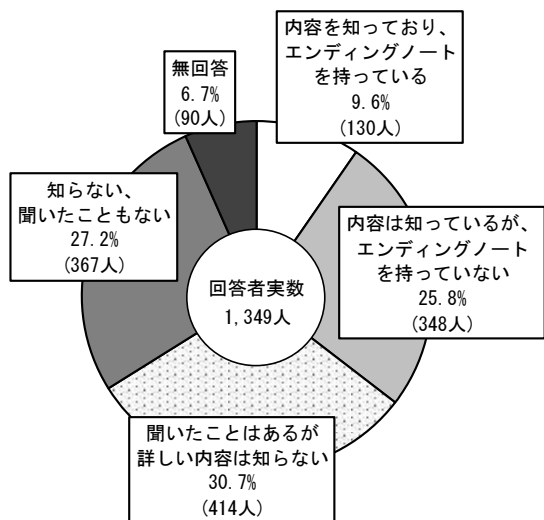 内容を知っており、
エンディングノート
を持っている
9.6%
(130人)
内容は知っているが、
エンディングノート
を持っていない
25.8%
(348人)
聞いたことはあるが
詳しい内容は知らない
30.7%
(414人)
知らない、
聞いたこともない
27.2%
(367人)
無回答
6.7%
(90人)
回答者実数
1,349人